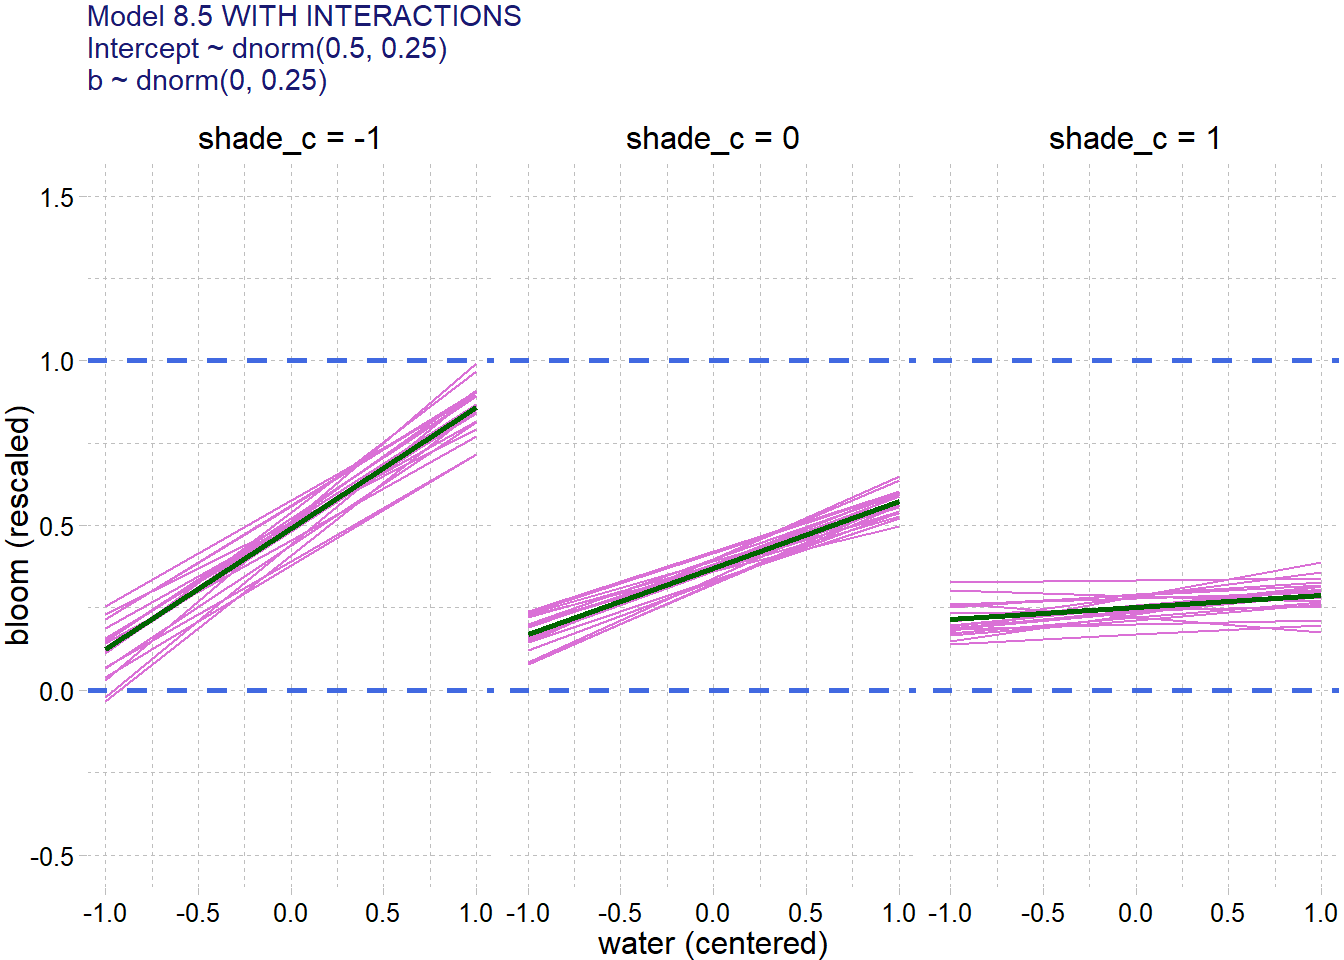 Model 8.5 WITH INTERACTIONS
Intercept ~ dnorm(0.5, 0.25)
b ~ dnorm(0, 0.25)
shade_c = -1
shade_c = 0
shade_c = 1
bloom (rescaled)
1.5
1.0
0.5
0.0
-0.5
-1.0 -0.5 0.0 0.5 1.0
-1.0 -0.5 0.0 0.5 1.0
-1.0 -0.5 0.0 0.5 1.0
water (centered)